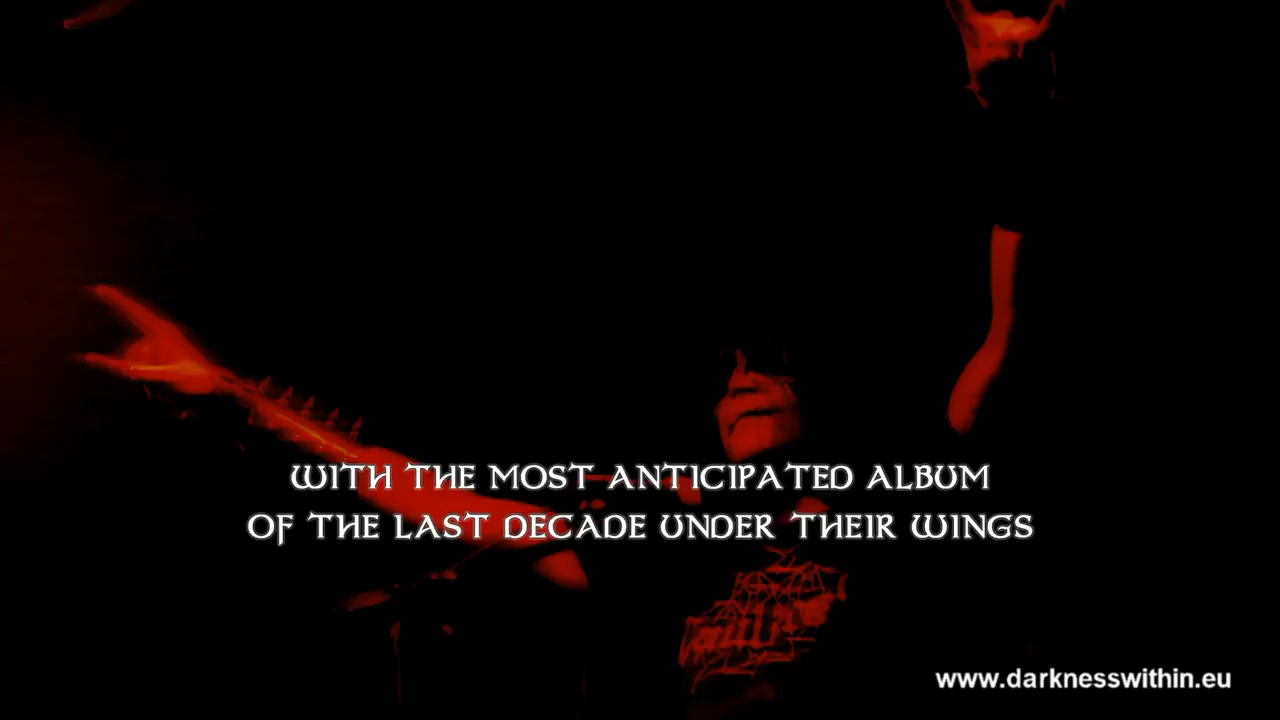 WITH THE MOST ANTICIPATED ALBUM
OF THE LAST DECADE UNDER THEIR WINGS
www.darknesswithin.eu